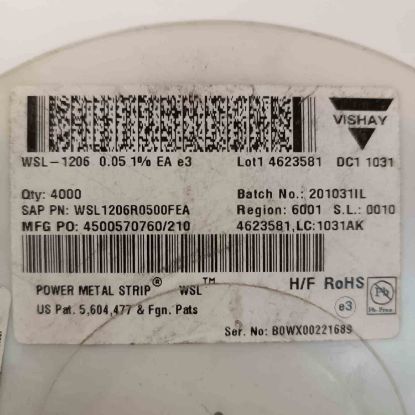 VISHAY
WSL-1206 0.05 1% EA e3 Lot1 4623581 DC1 1031
Qty: 4000 Batch No.: 201031IL
SAP PN: WSL1206R0500FEA Region: 6001 S.L.: 0010
MFG PO: 4500570760/210 4623581,LC:1031AK
POWER METAL STRIP® WSL™ H/F RoHS e3 Pb Pb-Free
US Pat. 5,604,477 & Fgn. Pats
Ser. No: B0WX00221689